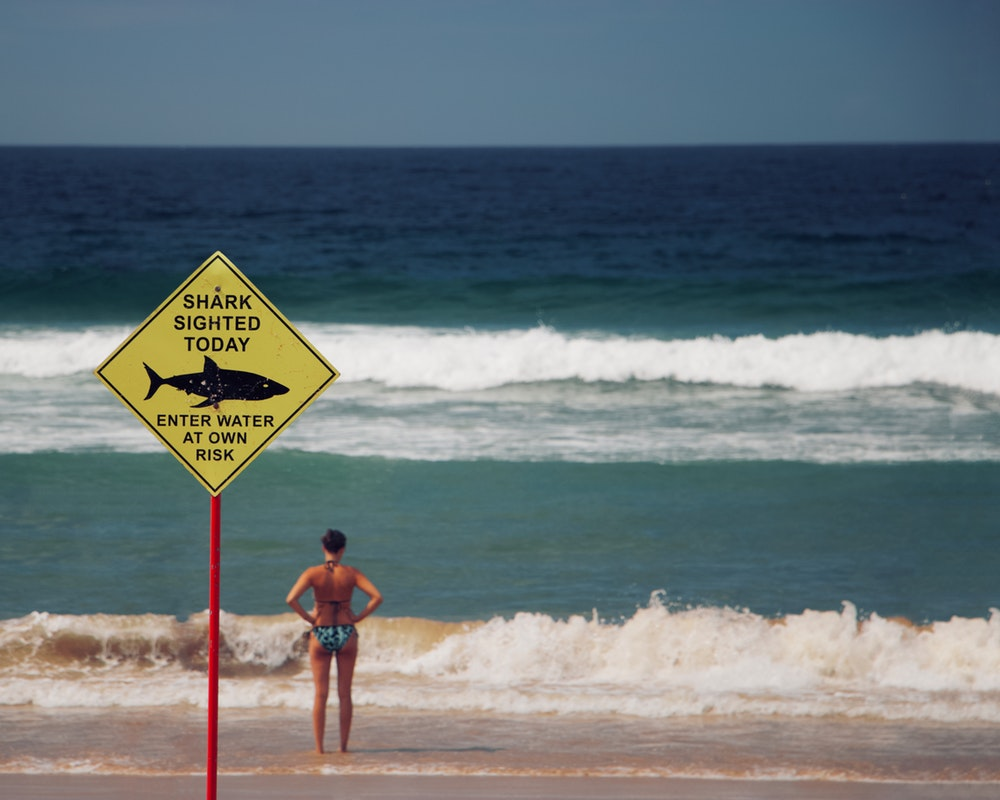 SHARK
SIGHTED
TODAY
ENTER WATER
AT OWN
RISK